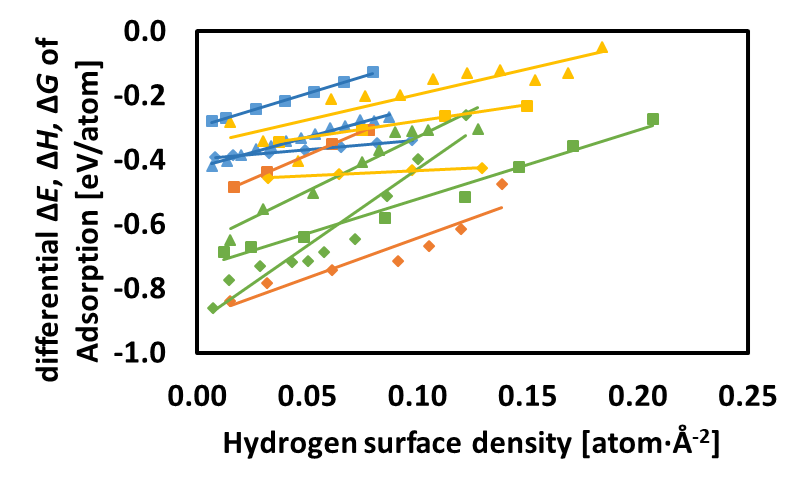 differential ΔE, ΔH, ΔG of
Adsorption [eV/atom]
0.0
-0.2
-0.4
-0.6
-0.8
-1.0
0.00 0.05 0.10 0.15 0.20 0.25
Hydrogen surface density [atom·Å-2]